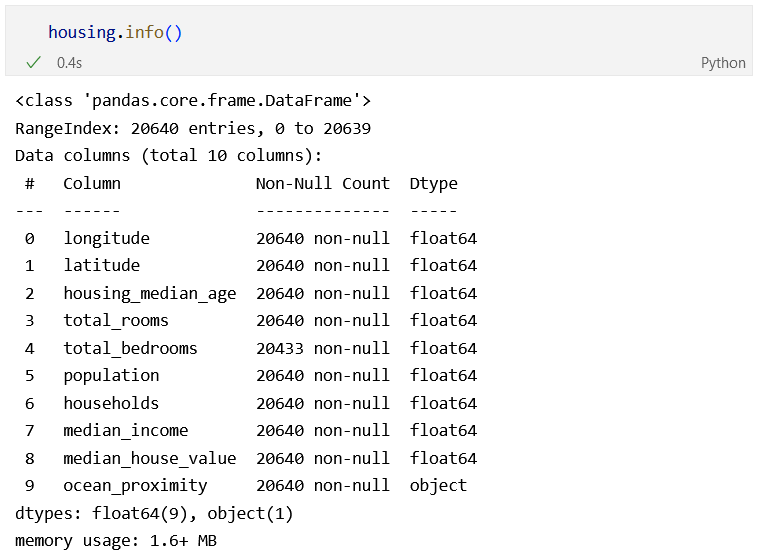 housing.info()
0.4s
Python
<class 'pandas.core.frame.DataFrame'>
RangeIndex: 20640 entries, 0 to 20639
Data columns (total 10 columns):
 #   Column              Non-Null Count  Dtype
---  ------              --------------  -----
 0   longitude           20640 non-null  float64
 1   latitude            20640 non-null  float64
 2   housing_median_age  20640 non-null  float64
 3   total_rooms         20640 non-null  float64
 4   total_bedrooms      20433 non-null  float64
 5   population          20640 non-null  float64
 6   households          20640 non-null  float64
 7   median_income       20640 non-null  float64
 8   median_house_value  20640 non-null  float64
 9   ocean_proximity     20640 non-null  object
dtypes: float64(9), object(1)
memory usage: 1.6+ MB